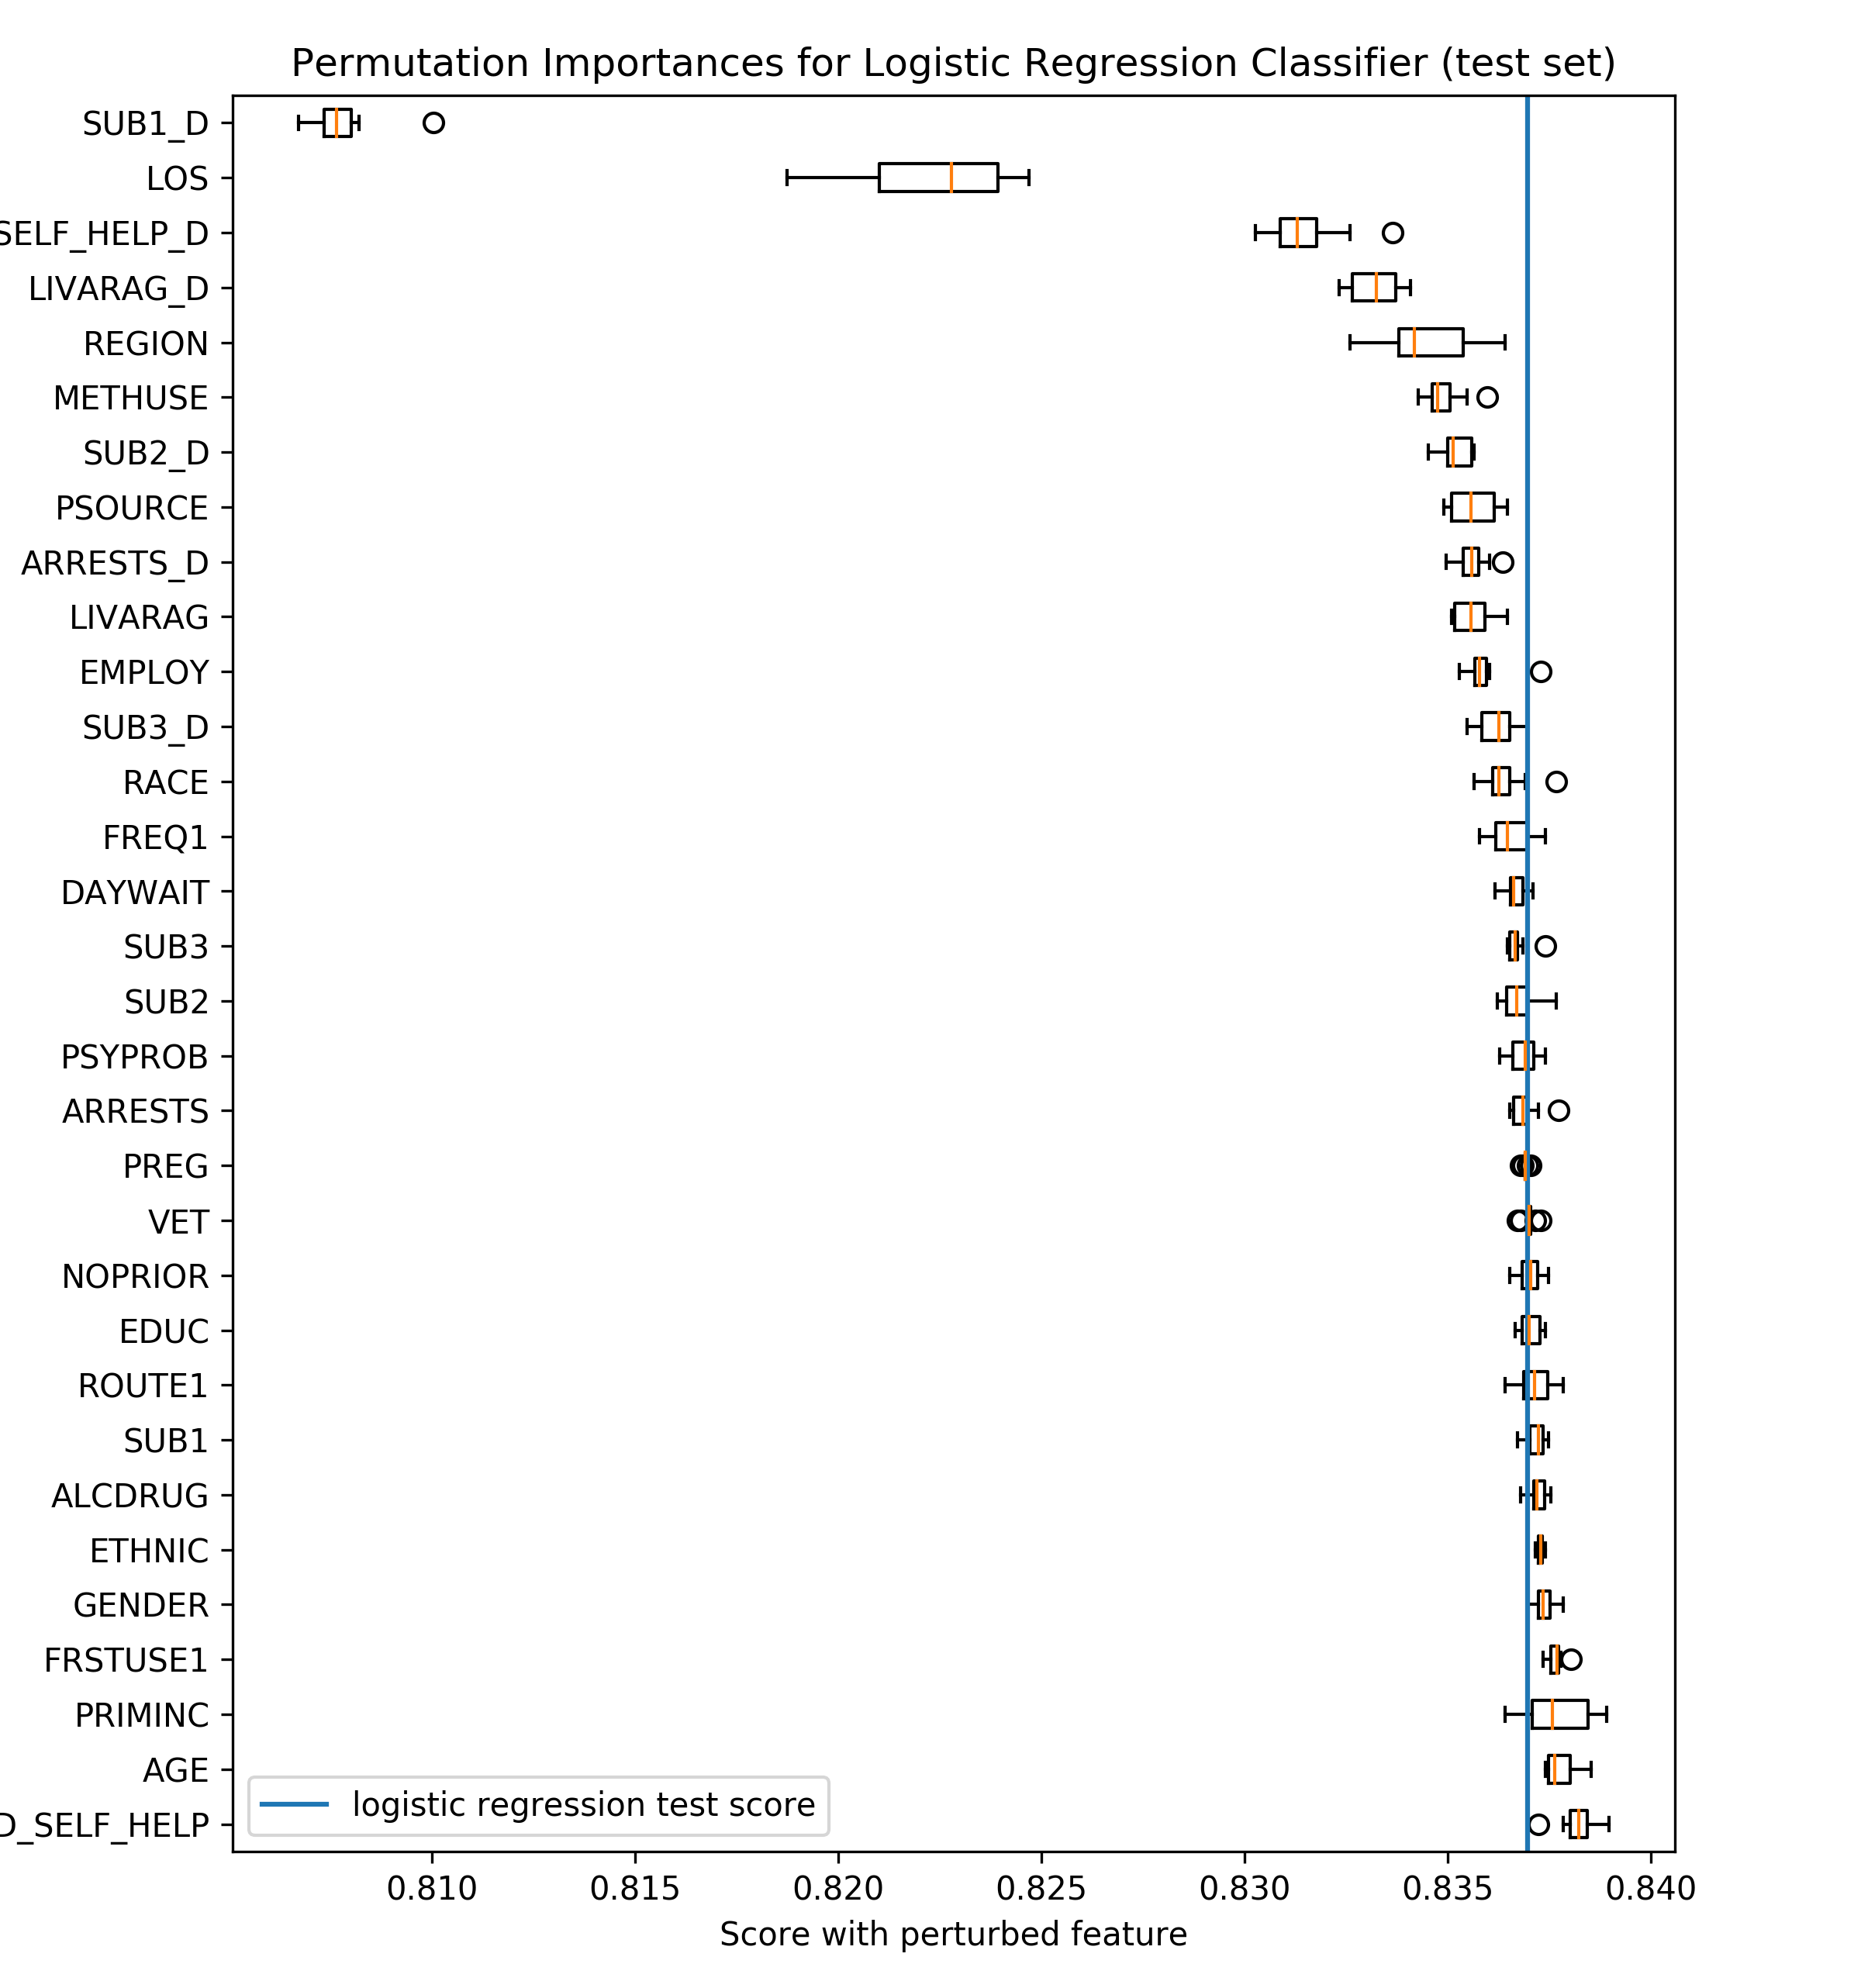 Permutation Importances for Logistic Regression Classifier (test set)
SUB1_D
LOS
SELF_HELP_D
LIVARAG_D
REGION
METHUSE
SUB2_D
PSOURCE
ARRESTS_D
LIVARAG
EMPLOY
SUB3_D
RACE
FREQ1
DAYWAIT
SUB3
SUB2
PSYPROB
ARRESTS
PREG
VET
NOPRIOR
EDUC
ROUTE1
SUB1
ALCDRUG
ETHNIC
GENDER
FRSTUSE1
PRIMINC
AGE
D_SELF_HELP
logistic regression test score
0.810 0.815 0.820 0.825 0.830 0.835 0.840
Score with perturbed feature